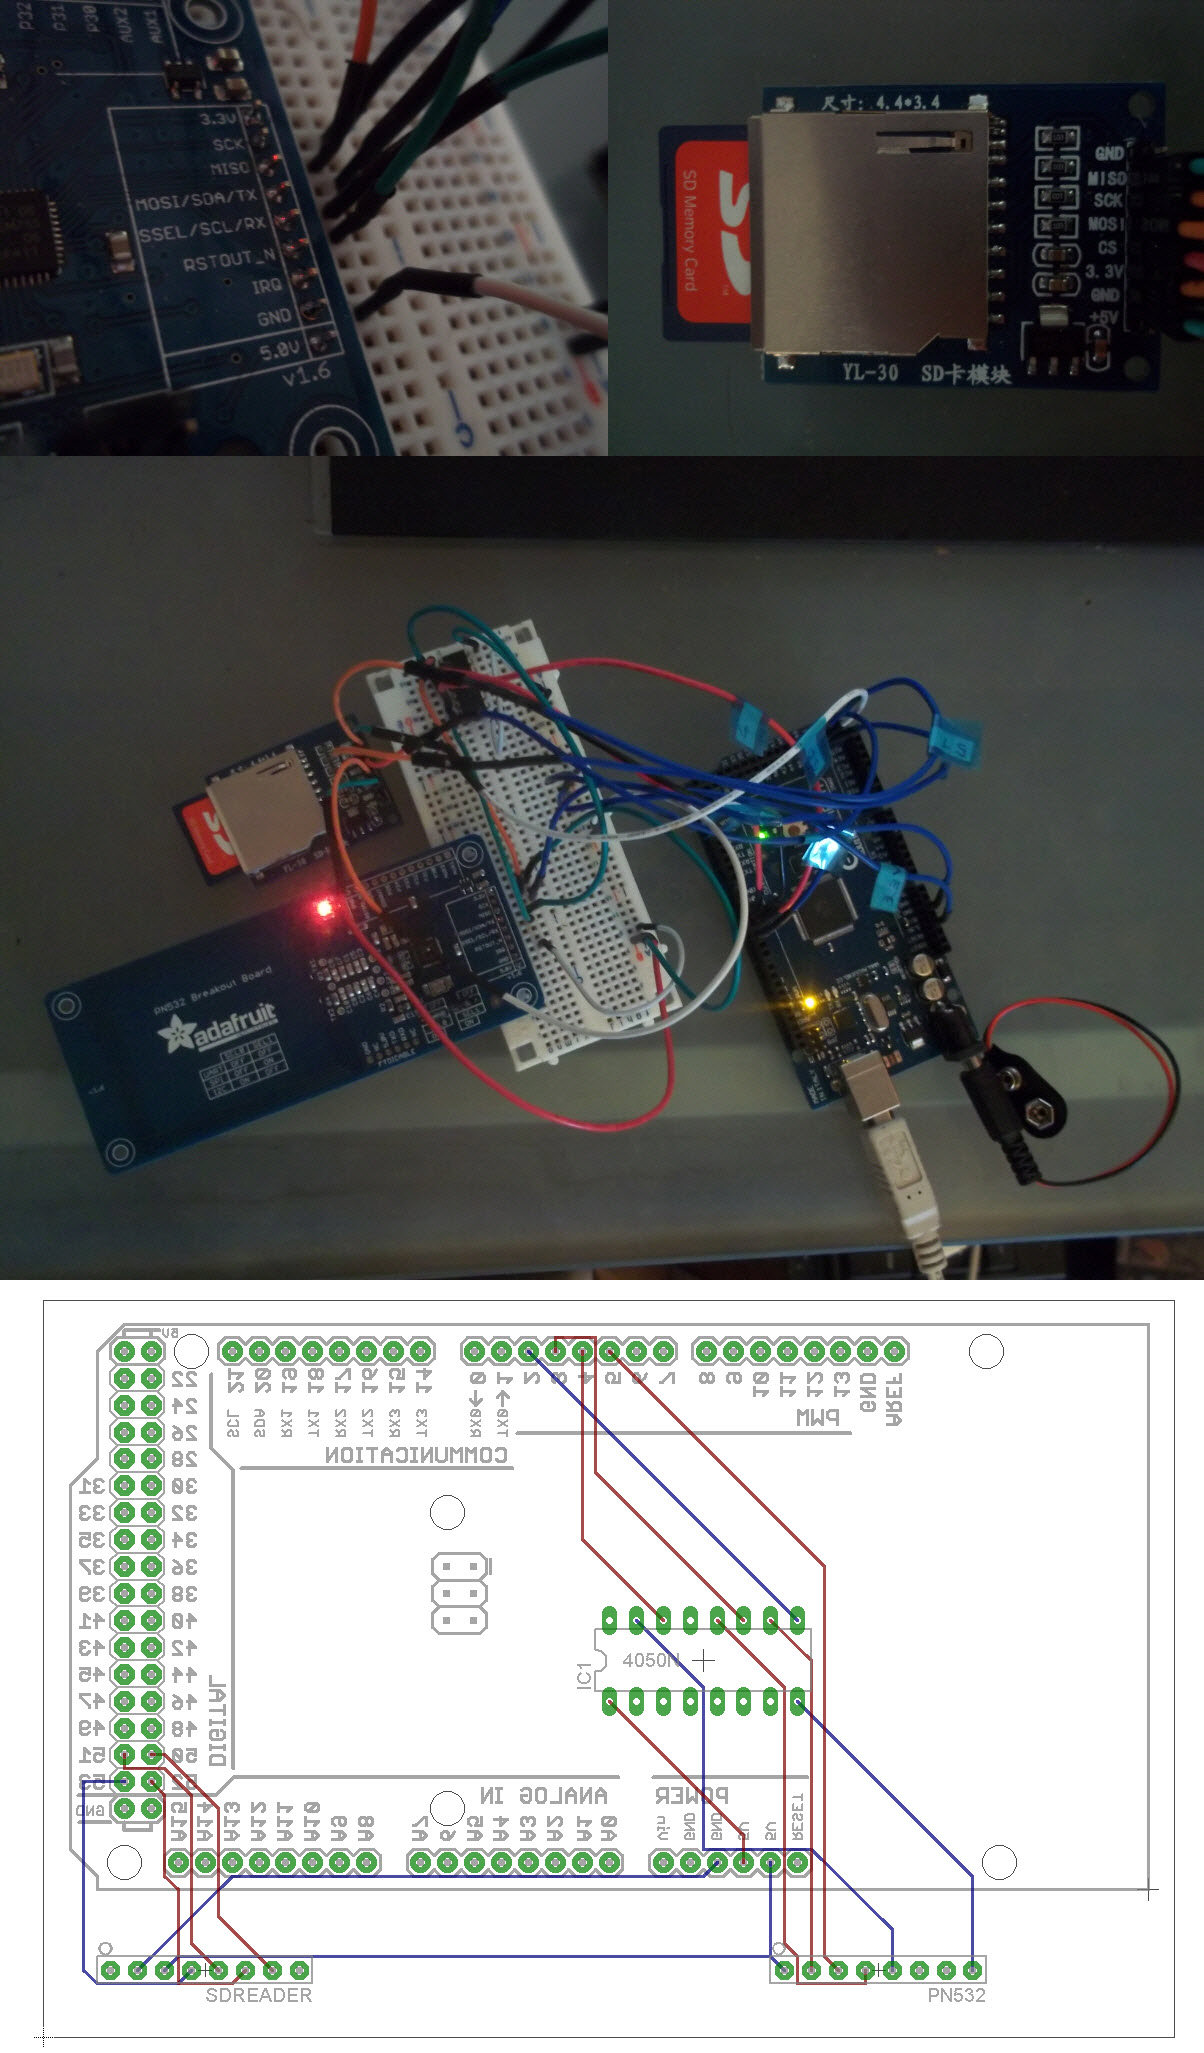 P32
P31
P30
AUX2
AUX1
3.3V
SCK
MISO
MOSI/SDA/TX
SSEL/SCL/RX
RSTOUT_N
IRQ
GND
5.0V
v1.6
尺寸: 4.4*3.4
SD Memory Card
GND
MISO
SCK
MOSI
CS
3.3V
GND
+5V
YL-30 SD卡模块
PN532 Breakout Board
adafruit
YL-30
3.3V
5V
SCL 21
SDA 20
RX1 19
TX1 18
RX2 17
TX2 16
RX3 15
TX3 14
RX0← 0
TX0→ 1
2
3
4
5
6
7
8
9
10
11
12
13
GND
AREF
PWM
COMMUNICATION
22
24
26
28
31 30
33 32
35 34
37 36
39 38
41 40
43 42
45 44
47 46
49 48
51 50
53 52
GND
DIGITAL
IC1
4050N
ANALOG IN
POWER
A15
A14
A13
A12
A11
A10
A9
A8
A7
6
A5
A4
A3
A2
A1
A0
Vin
GND
GND
5V
RESET
SDREADER
PN532